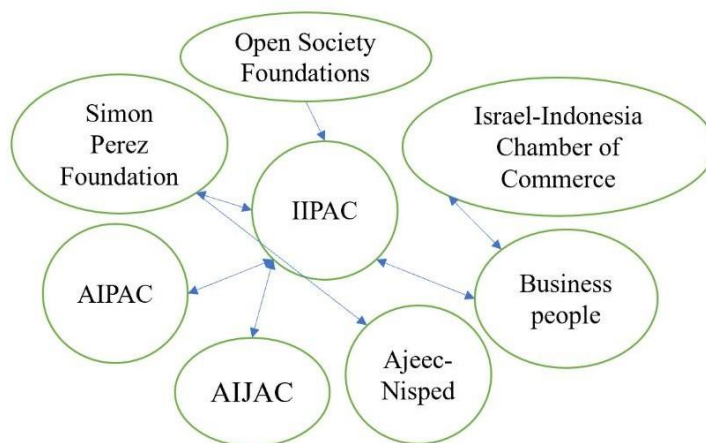 Open Society
Foundations
Simon
Perez
Foundation
Israel-Indonesia
Chamber of
Commerce
IIPAC
AIPAC
Business
people
AIJAC
Ajeec-
Nisped